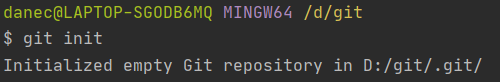 danec@LAPTOP-SGODB6MQ MINGW64 /d/git
$ git init
Initialized empty Git repository in D:/git/.git/